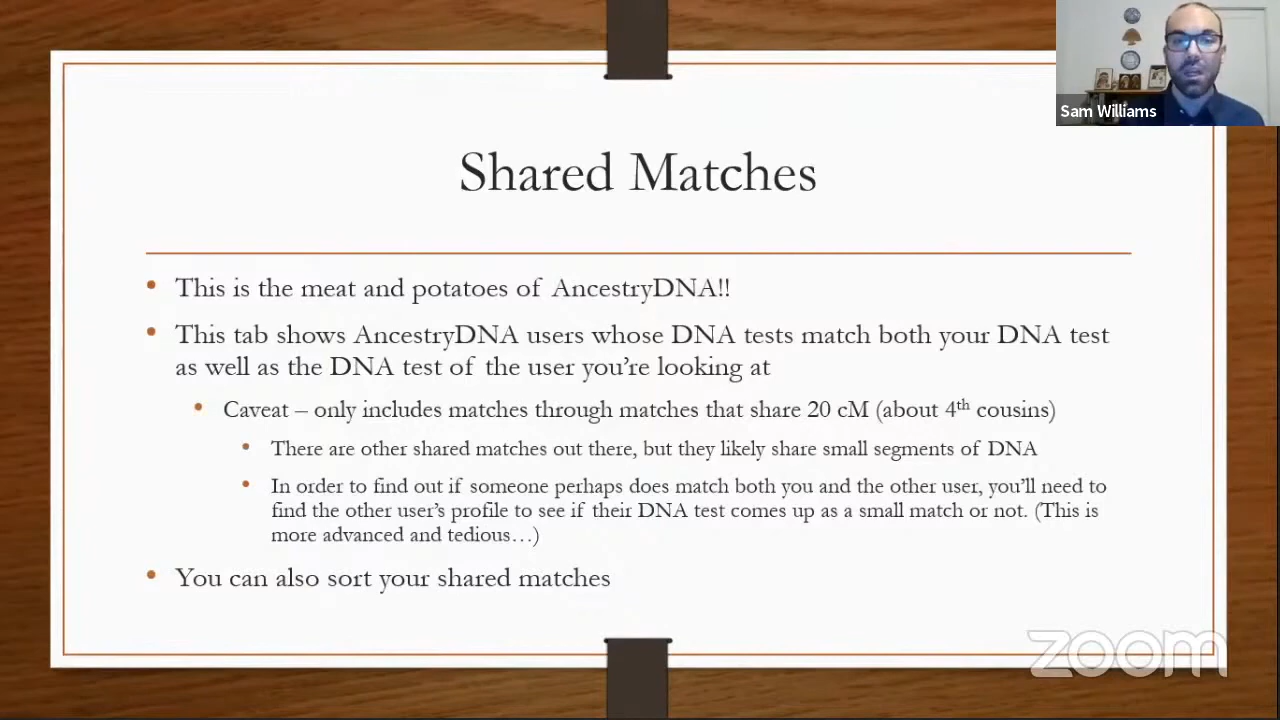 Sam Williams
Shared Matches
• This is the meat and potatoes of AncestryDNA!!
• This tab shows AncestryDNA users whose DNA tests match both your DNA test
as well as the DNA test of the user you’re looking at
• Caveat – only includes matches through matches that share 20 cM (about 4th cousins)
• There are other shared matches out there, but they likely share small segments of DNA
• In order to find out if someone perhaps does match both you and the other user, you’ll need to
find the other user’s profile to see if their DNA test comes up as a small match or not. (This is
more advanced and tedious…)
• You can also sort your shared matches
zoom